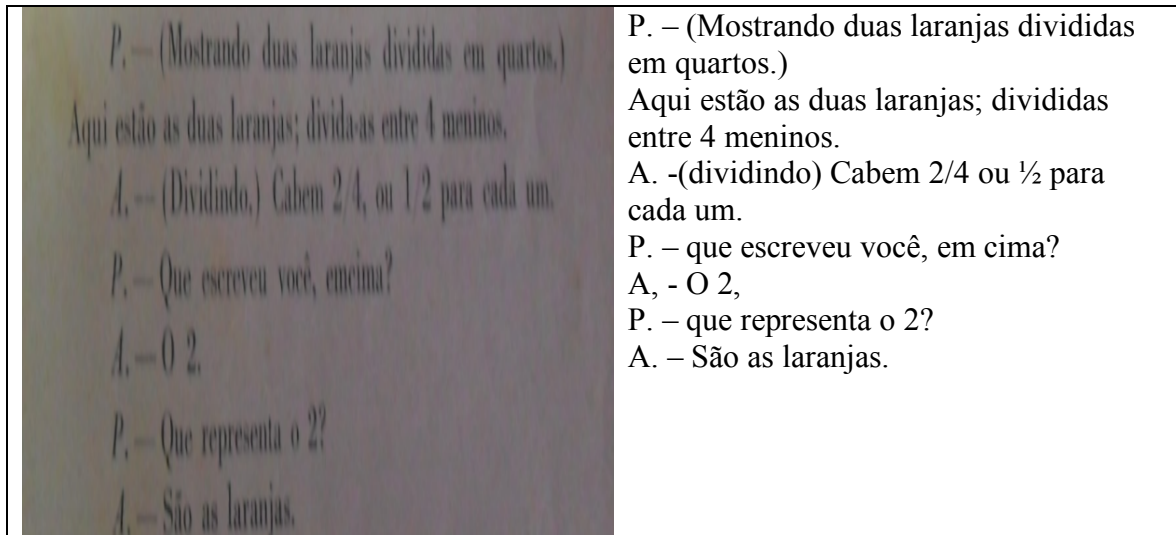 P. — (Mostrando duas laranjas divididas em quartos.)
Aqui estão as duas laranjas; divida-as entre 4 meninos.
A. — (Dividindo.) Cabem 2/4, ou 1/2 para cada um.
P. — Que escreveu você, emcima?
A. — O 2.
P. — Que representa o 2?
A. — São as laranjas.
P. – (Mostrando duas laranjas divididas
em quartos.)
Aqui estão as duas laranjas; divididas
entre 4 meninos.
A. -(dividindo) Cabem 2/4 ou ½ para
cada um.
P. – que escreveu você, em cima?
A, - O 2,
P. – que representa o 2?
A. – São as laranjas.